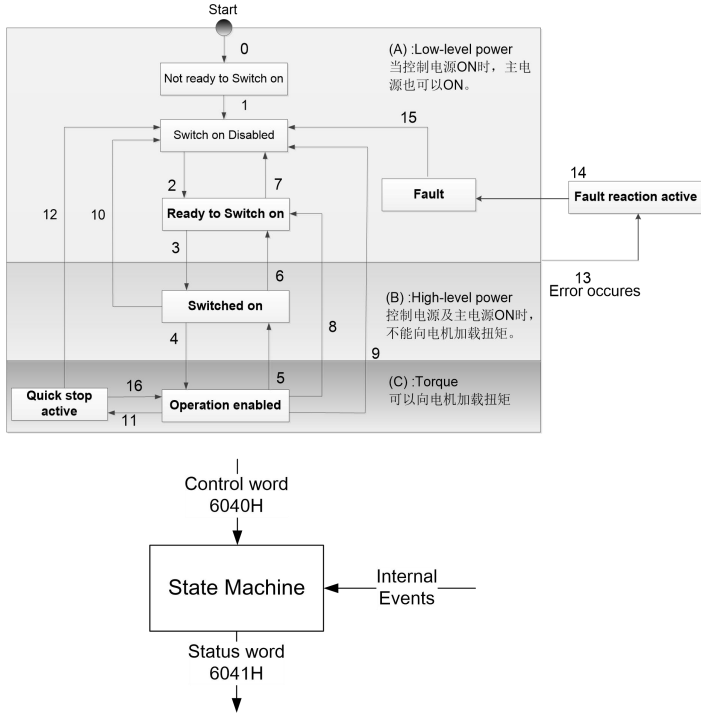 Start
0
Not ready to Switch on
(A) :Low-level power
当控制电源ON时，主电
源也可以ON。
1
Switch on Disabled
15
2
7
12
10
Fault
14
Fault reaction active
Ready to Switch on
3
6
13
Error occures
Switched on
(B) :High-level power
控制电源及主电源ON时，
不能向电机加载扭矩。
4
8
9
5
16
Quick stop
active
11
Operation enabled
(C) :Torque
可以向电机加载扭矩
Control word
6040H
State Machine
Internal
Events
Status word
6041H